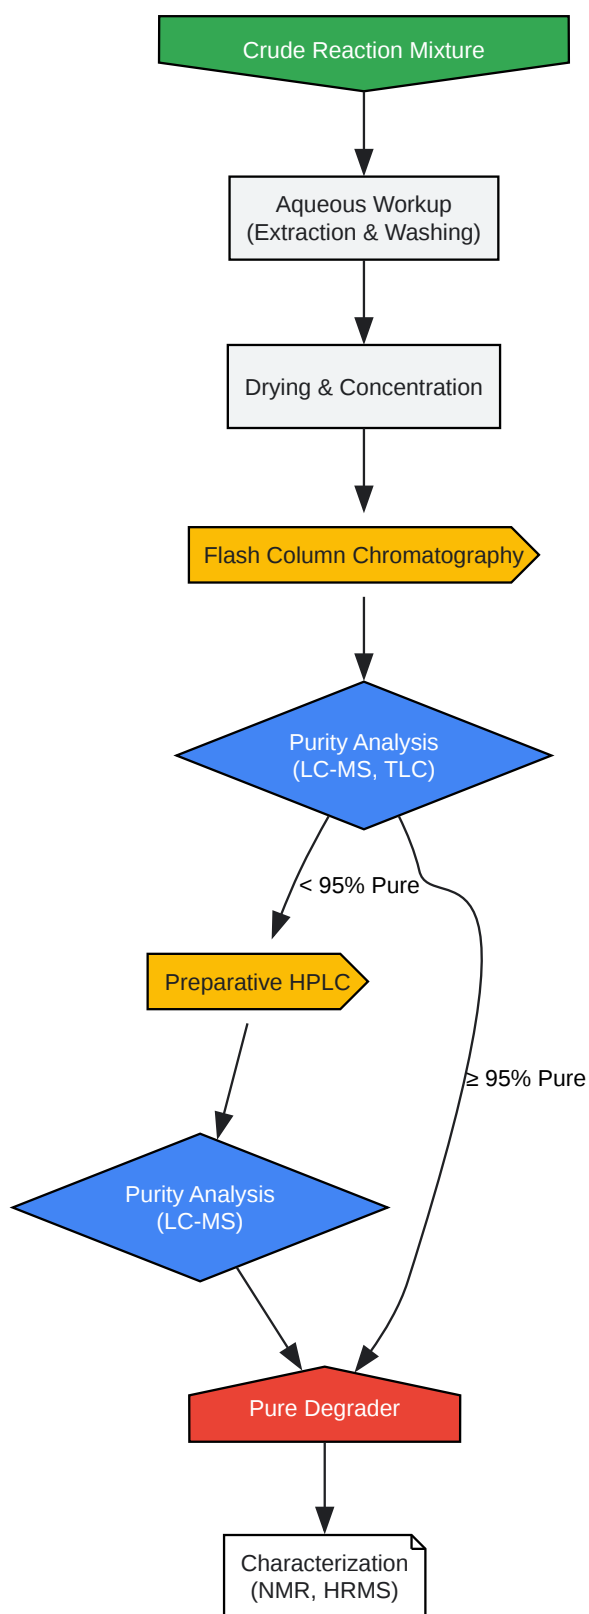 Crude Reaction Mixture
Aqueous Workup
(Extraction & Washing)
Drying & Concentration
Flash Column Chromatography
Purity Analysis
(LC-MS, TLC)
< 95% Pure
Preparative HPLC
≥ 95% Pure
Purity Analysis
(LC-MS)
Pure Degrader
Characterization
(NMR, HRMS)